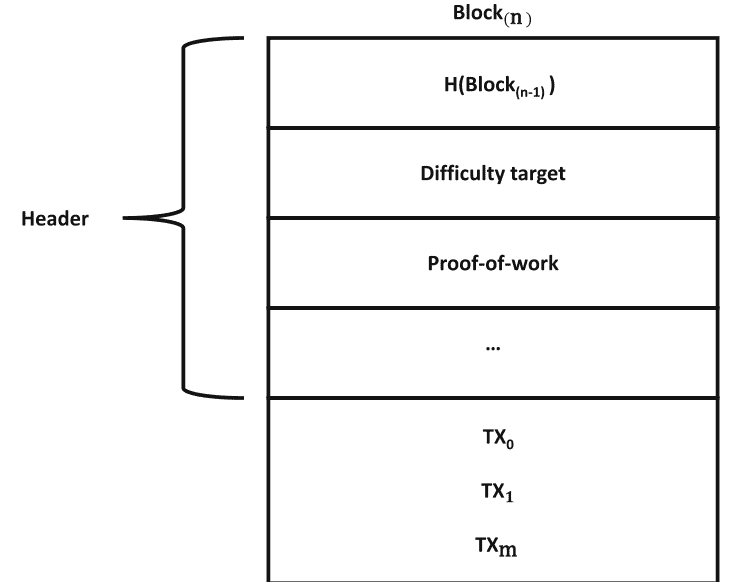 Block(n)
H(Block(n-1))
Difficulty target
Header
Proof-of-work
...
TX0
TX1
TXm